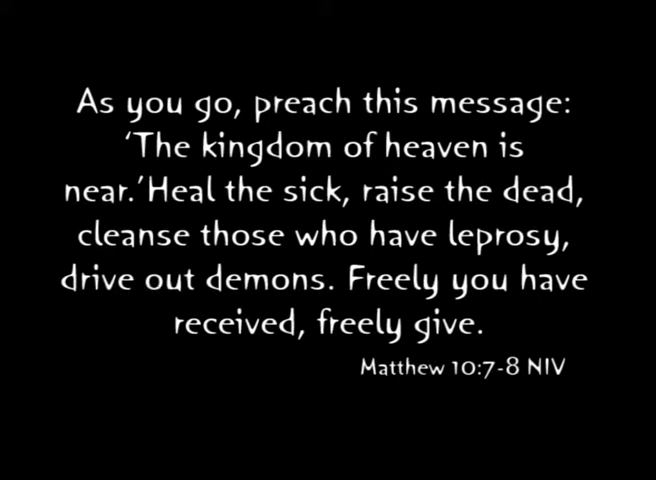 As you go, preach this message:
‘The kingdom of heaven is
near.’Heal the sick, raise the dead,
cleanse those who have leprosy,
drive out demons. Freely you have
received, freely give.
Matthew 10:7-8 NIV